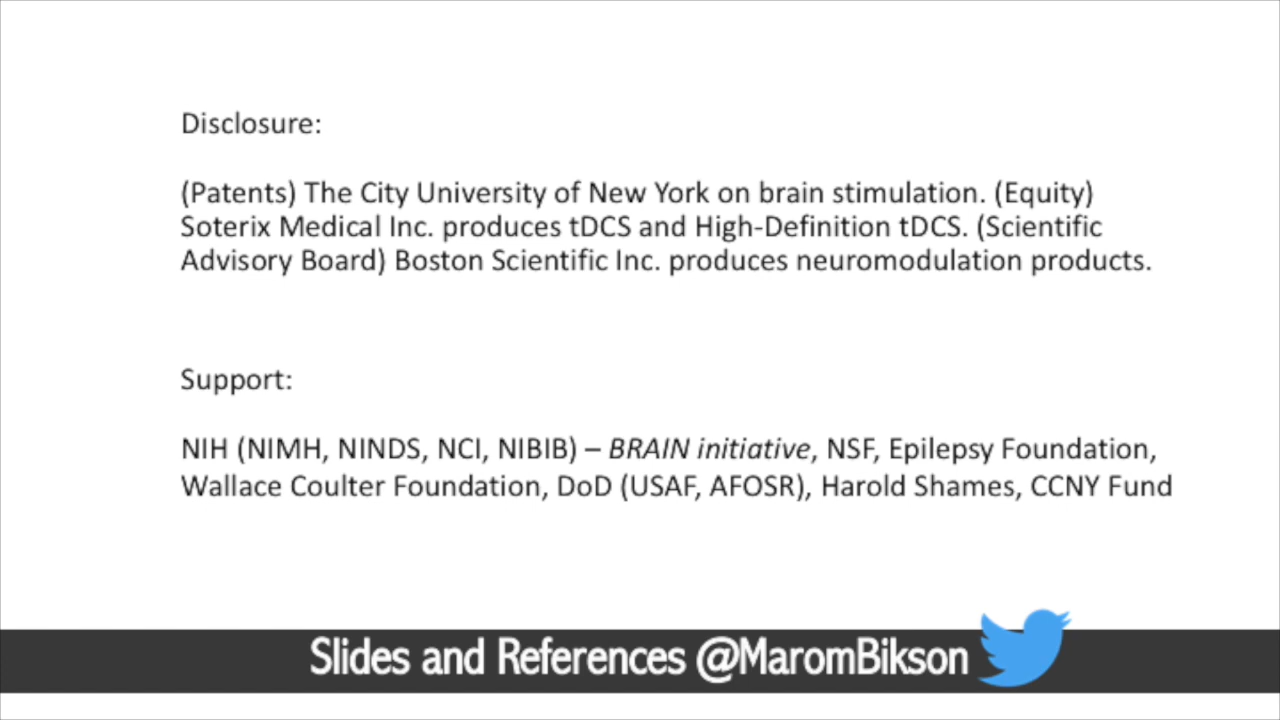 Disclosure:
(Patents) The City University of New York on brain stimulation. (Equity)
Soterix Medical Inc. produces tDCS and High-Definition tDCS. (Scientific
Advisory Board) Boston Scientific Inc. produces neuromodulation products.
Support:
NIH (NIMH, NINDS, NCI, NIBIB) – BRAIN initiative, NSF, Epilepsy Foundation,
Wallace Coulter Foundation, DoD (USAF, AFOSR), Harold Shames, CCNY Fund
Slides and References @MaromBikson